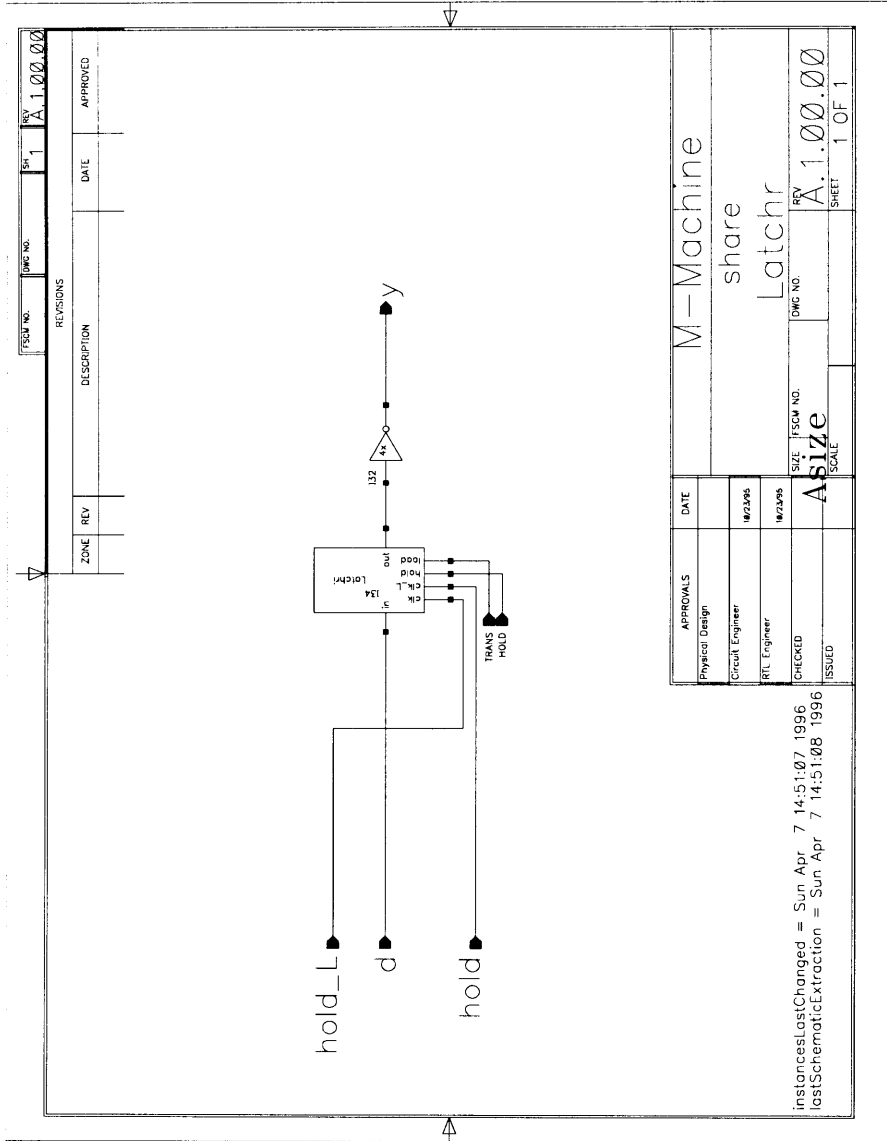 FSCM NO.
DWG NO.
SH
1
REV
A.1.00.00
REVISIONS
ZONE
REV
DESCRIPTION
DATE
APPROVED
hold_L
d
hold
in
I34
Latchri
out
clk
clk_L
hold
load
TRANS
HOLD
I32
4x
y
APPROVALS
DATE
Physical Design
Circuit Engineer
10/23/95
RTL Engineer
10/23/95
CHECKED
ISSUED
M-Machine
share
Latchr
SIZE
Asize
FSCM NO.
DWG NO.
REV
A.1.00.00
SCALE
SHEET
1 OF 1
instancesLastChanged = Sun Apr 7 14:51:07 1996
lastSchematicExtraction = Sun Apr 7 14:51:08 1996